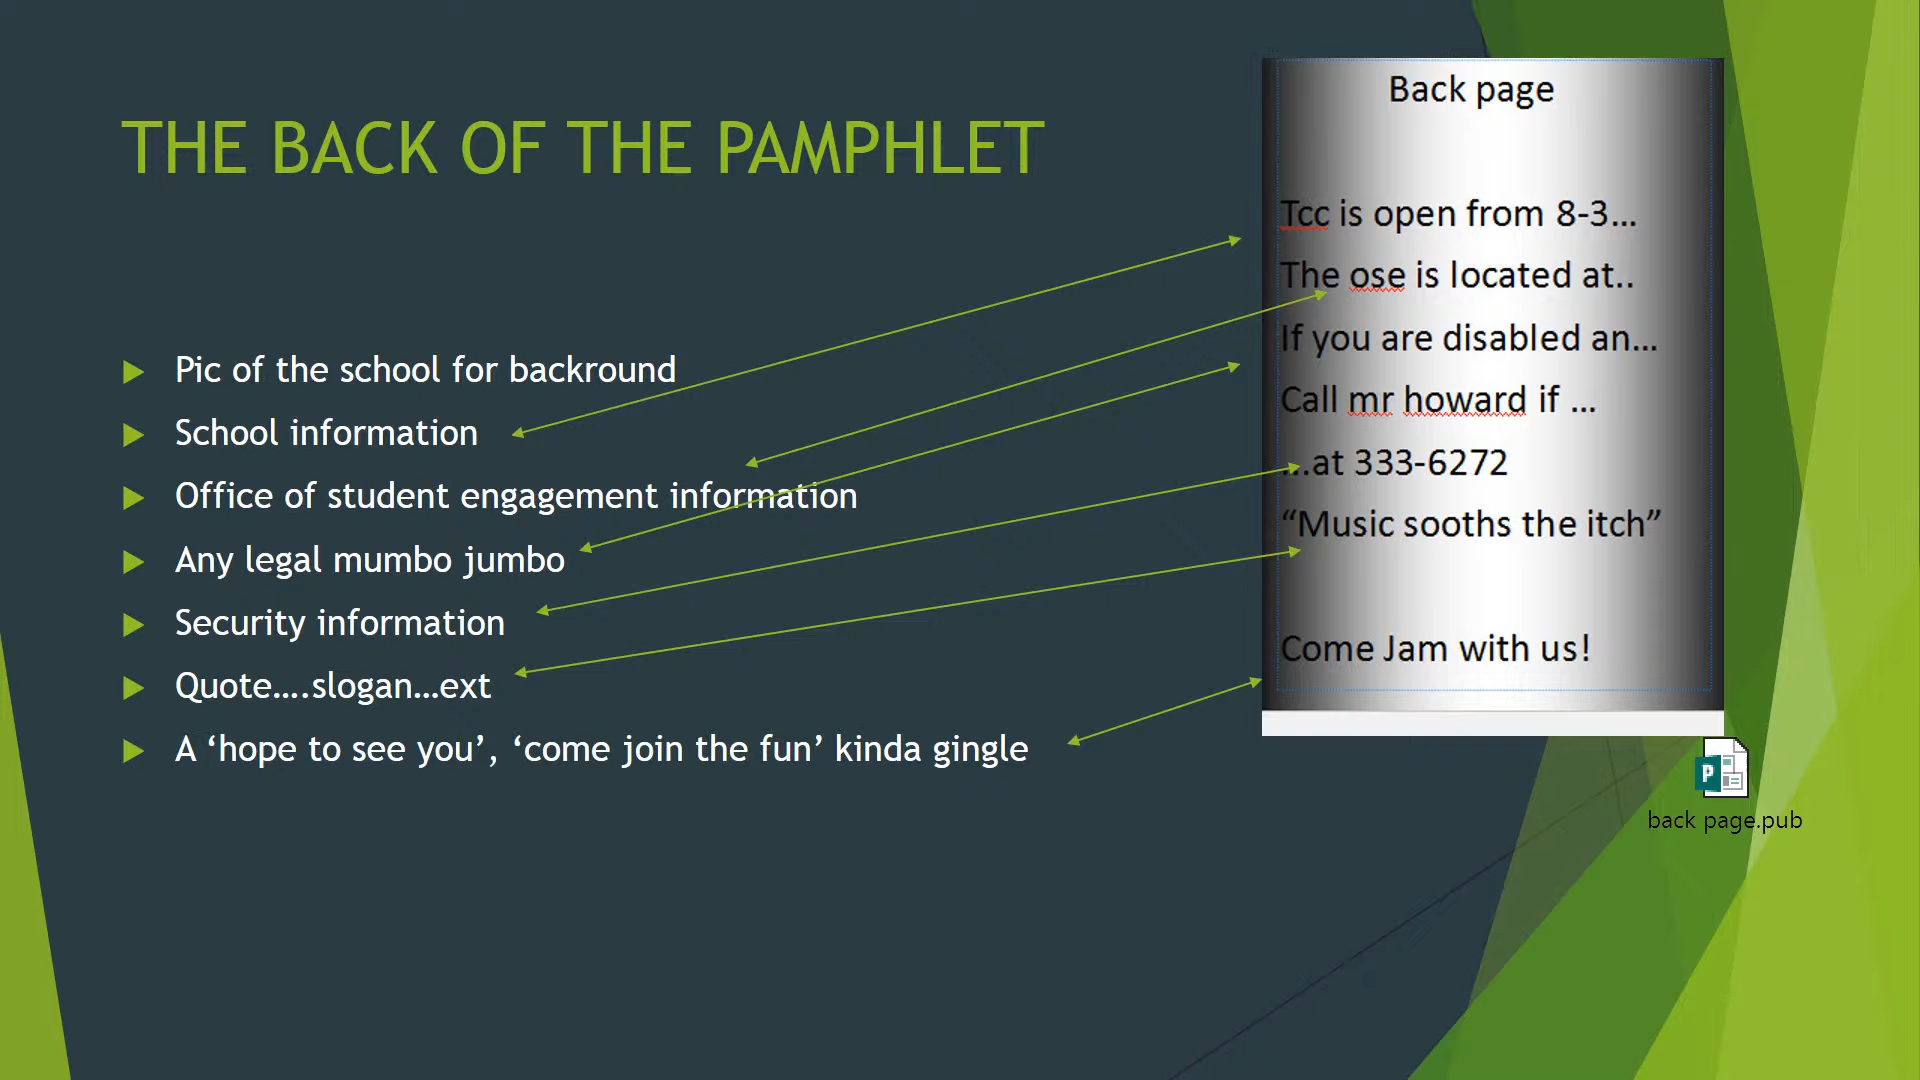 THE BACK OF THE PAMPHLET
Pic of the school for backround
School information
Office of student engagement information
Any legal mumbo jumbo
Security information
Quote….slogan…ext
A ‘hope to see you’, ‘come join the fun’ kinda gingle
Back page
Tcc is open from 8-3…
The ose is located at..
If you are disabled an…
Call mr howard if …
…at 333-6272
“Music sooths the itch”
Come Jam with us!
P
back page.pub